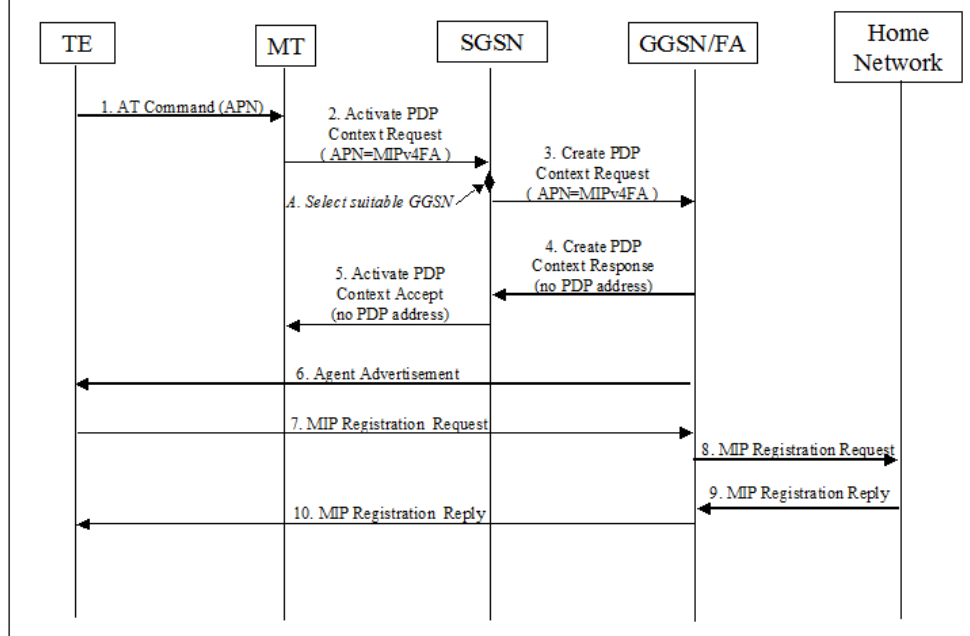 TE
MT
SGSN
GGSN/FA
Home
Network
1. AT Command (APN)
2. Activate PDP
Context Request
( APN=MIPv4FA )
3. Create PDP
Context Request
( APN=MIPv4FA )
A. Select suitable GGSN
4. Create PDP
Context Response
(no PDP address)
5. Activate PDP
Context Accept
(no PDP address)
6. Agent Advertisement
7. MIP Registration Request
8. MIP Registration Request
9. MIP Registration Reply
10. MIP Registration Reply